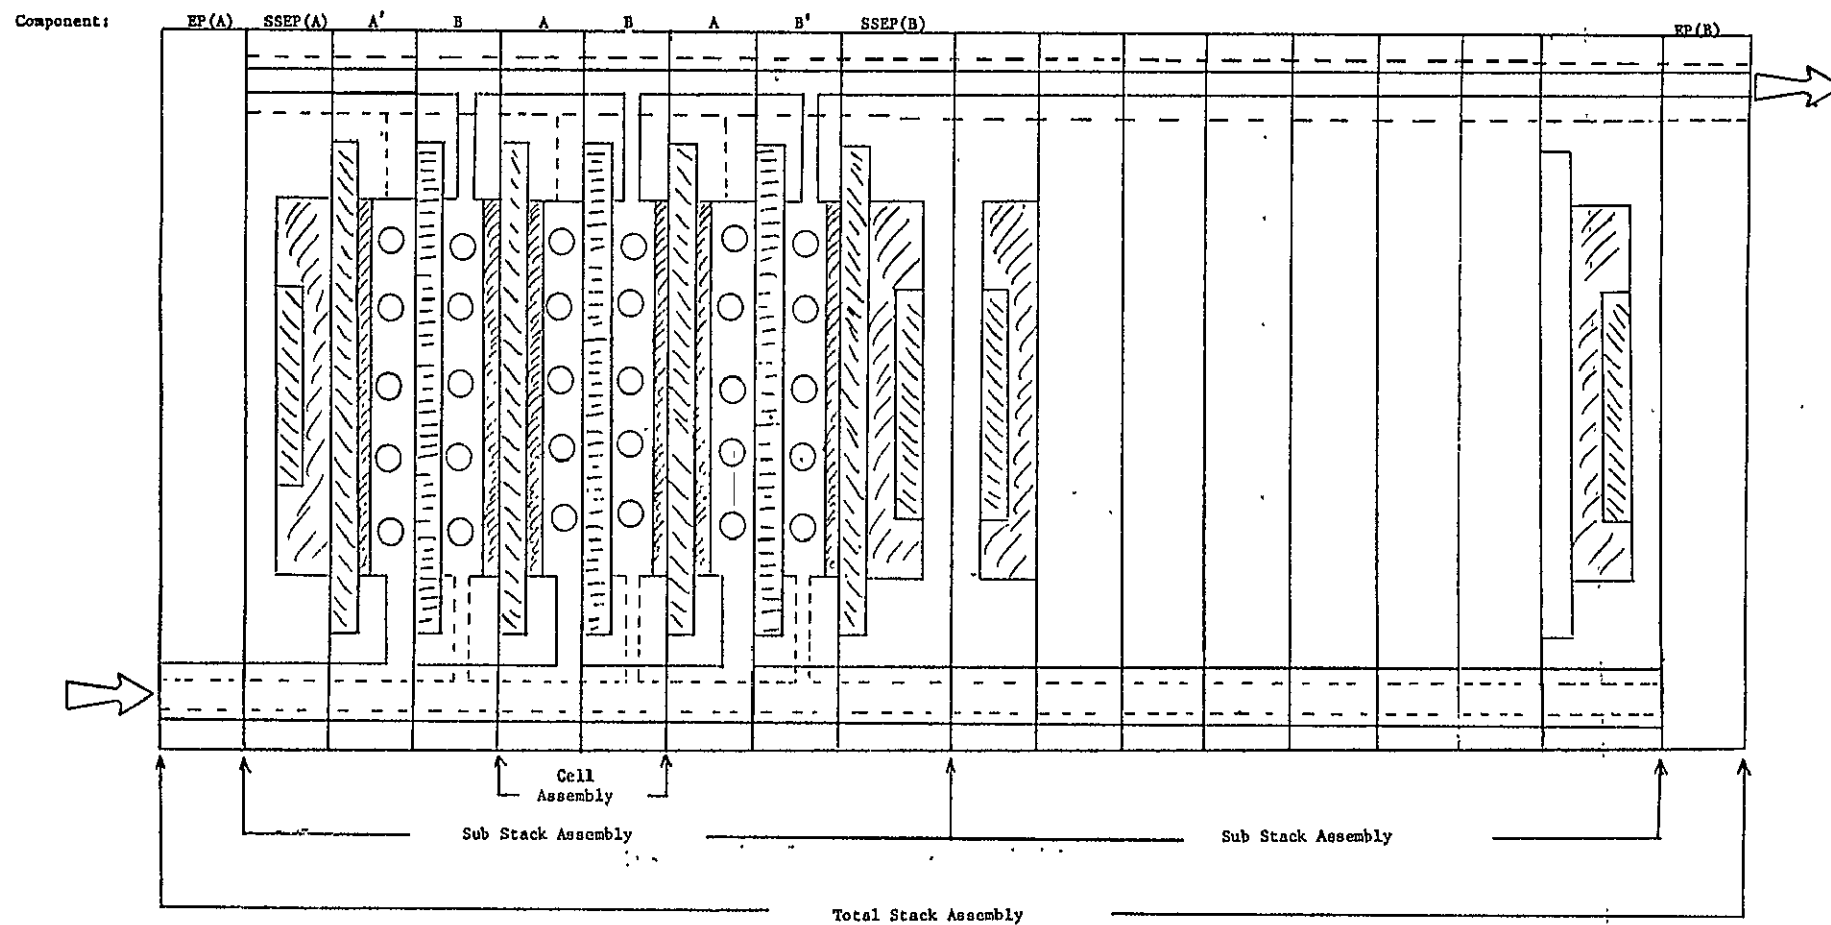 Component: EP(A) SSEP(A) A' B A B A B' SSEP(B) EP(B)
Cell
Assembly
Sub Stack Assembly Sub Stack Assembly
Total Stack Assembly